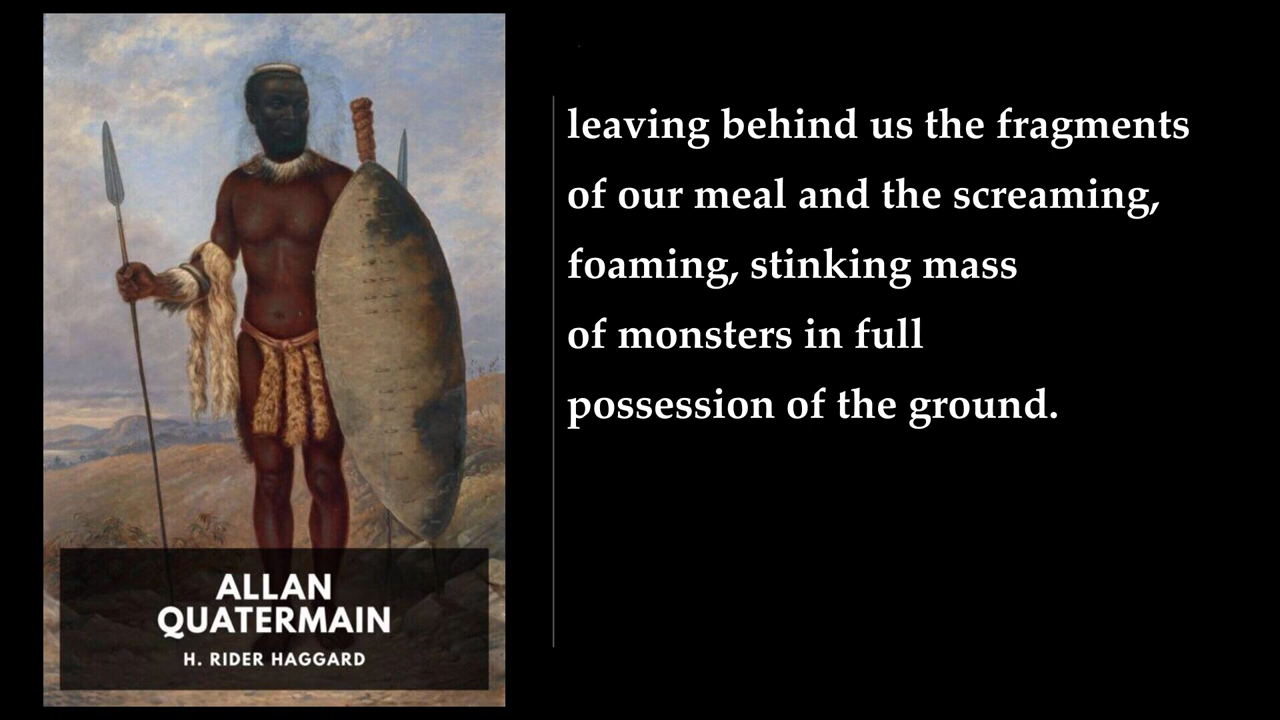 leaving behind us the fragments
of our meal and the screaming,
foaming, stinking mass
of monsters in full
possession of the ground.
ALLAN
QUATERMAIN
H. RIDER HAGGARD